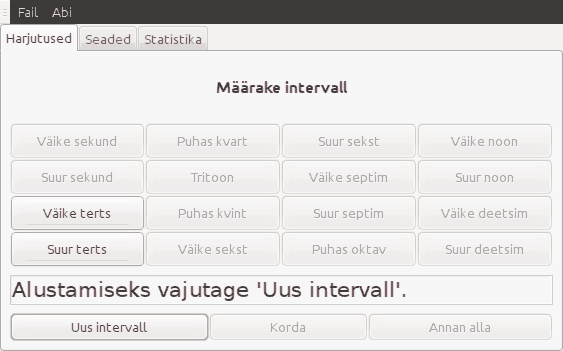 Fail Abi
Harjutused Seaded Statistika
Määrake intervall
Väike sekund Puhas kvart Suur sekst Väike noon
Suur sekund Tritoon Väike septim Suur noon
Väike terts Puhas kvint Suur septim Väike deetsim
Suur terts Väike sekst Puhas oktav Suur deetsim
Alustamiseks vajutage 'Uus intervall'.
Uus intervall Korda Annan alla